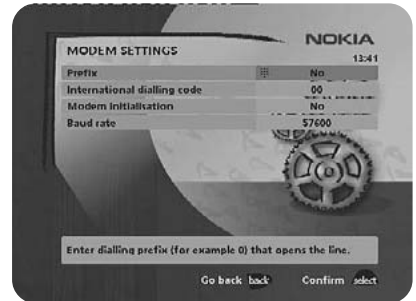 NOKIA
MODEM SETTINGS
13:41
Prefix No
International dialling code 00
Modem Initialisation No
Baud rate 57600
Enter dialling prefix (for example 0) that opens the line.
Go back back Confirm select